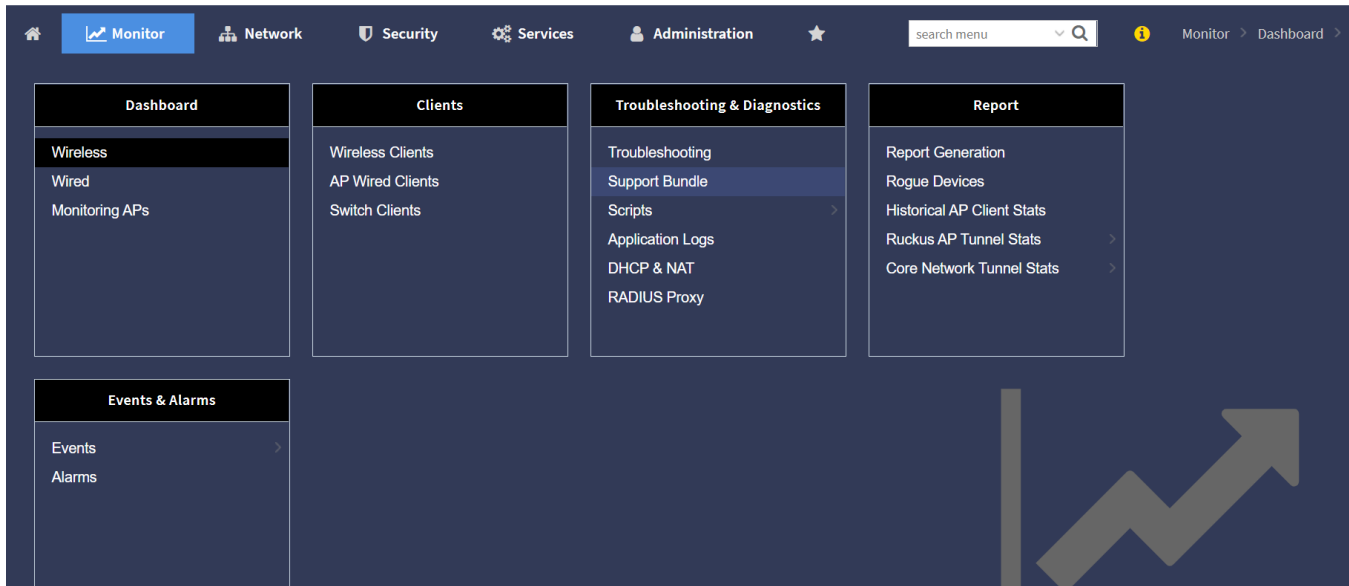 Monitor Network Security Services Administration search menu Monitor > Dashboard >
Dashboard
Wireless
Wired
Monitoring APs
Clients
Wireless Clients
AP Wired Clients
Switch Clients
Troubleshooting & Diagnostics
Troubleshooting
Support Bundle
Scripts
Application Logs
DHCP & NAT
RADIUS Proxy
Report
Report Generation
Rogue Devices
Historical AP Client Stats
Ruckus AP Tunnel Stats
Core Network Tunnel Stats
Events & Alarms
Events
Alarms